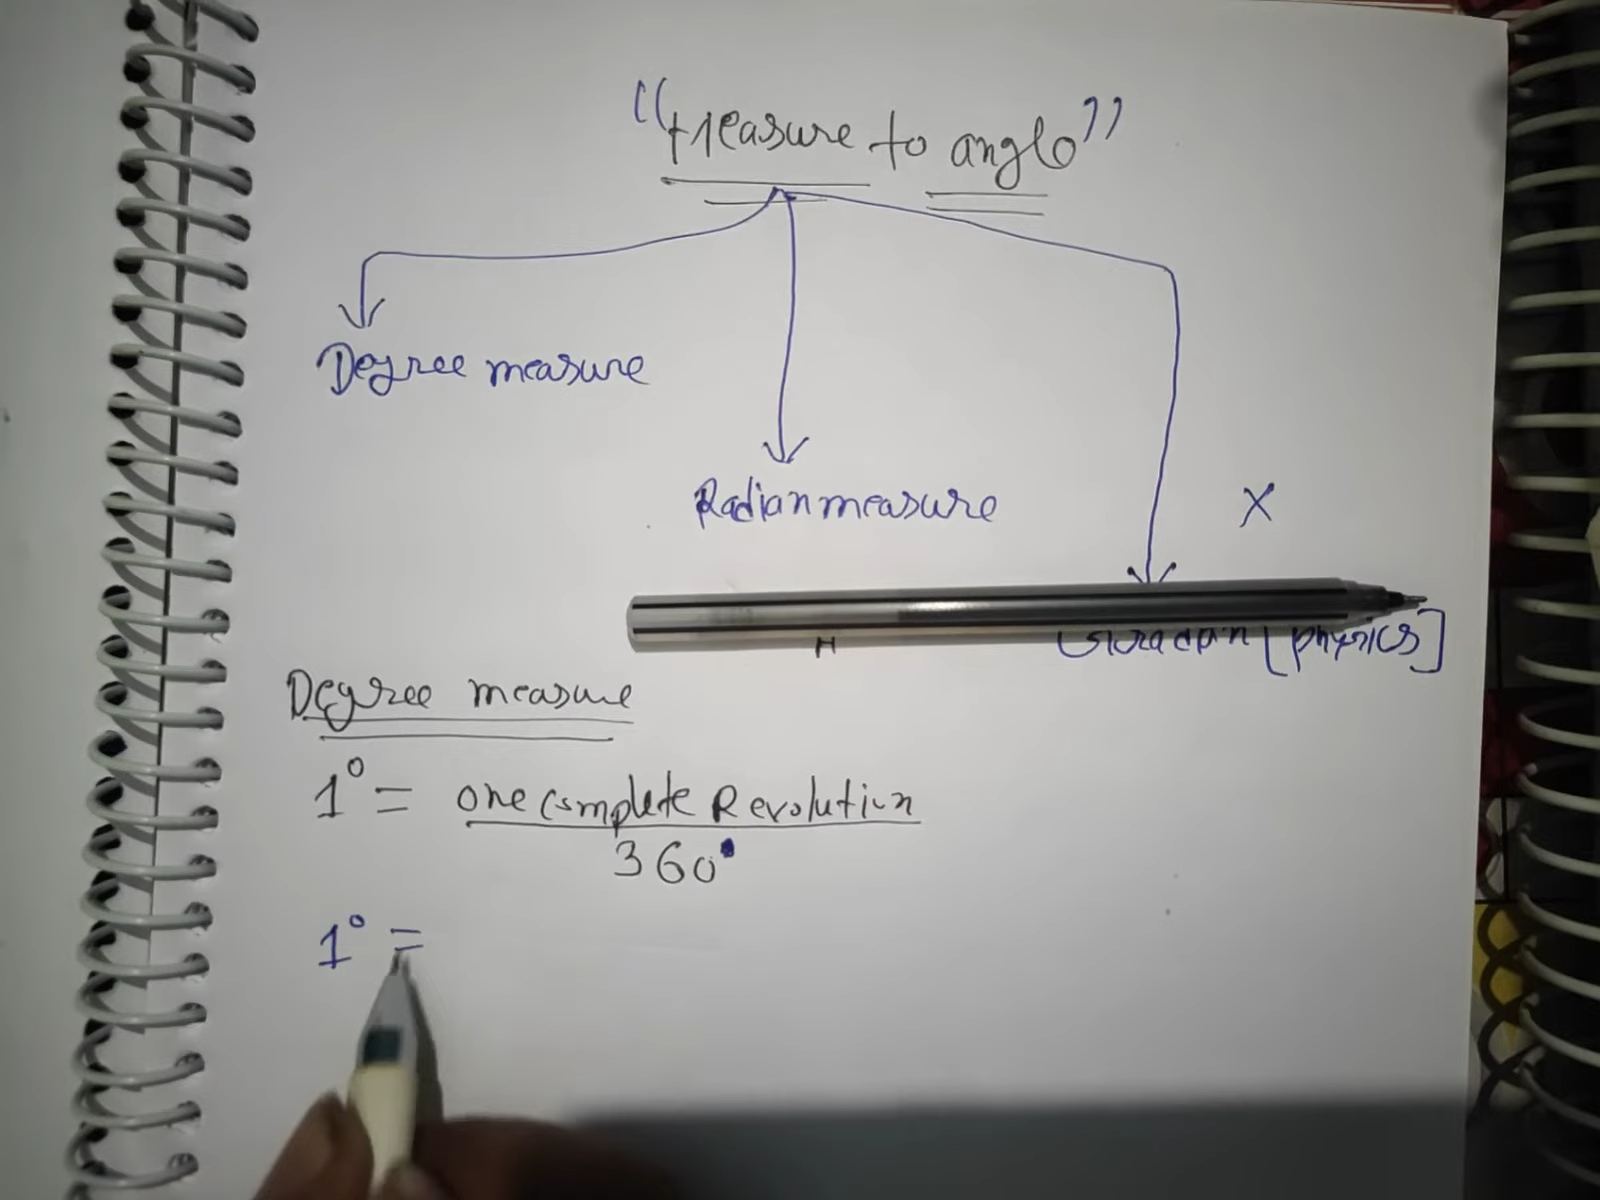 "Measure to angle"
Degree measure
Radian measure
X
[physics]
Degree measure
1° = one complete Revolution
360
1° =